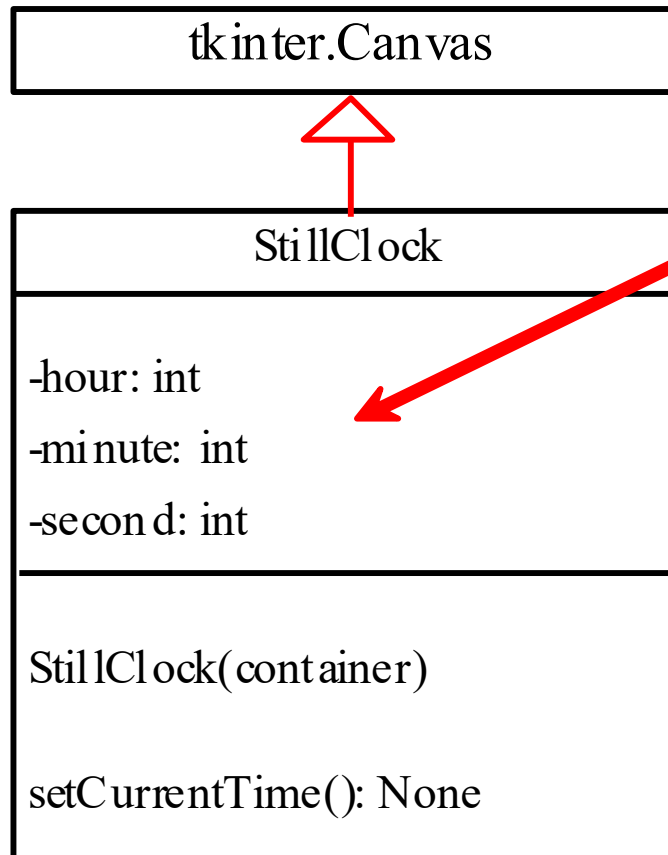 tkinter.Canvas
StillClock
-hour: int
-minute: int
-second: int
StillClock(container)
setCurrentTime(): None